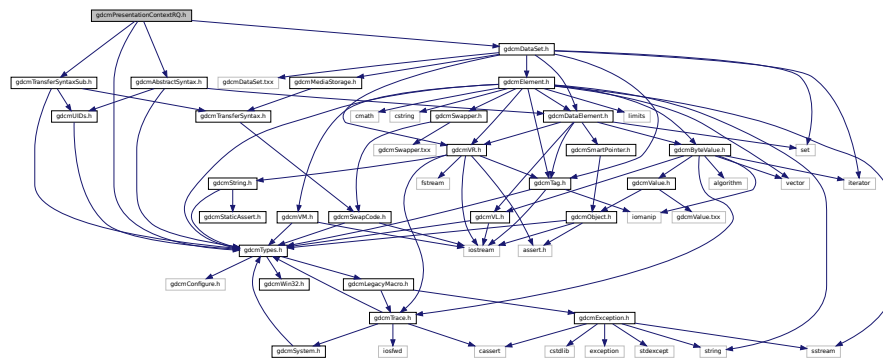 gdcmPresentationContextRQ.h
gdcmDataSet.h
gdcmTransferSyntaxSub.h
gdcmAbstractSyntax.h
gdcmDataSet.txx
gdcmMediaStorage.h
gdcmElement.h
gdcmUIDs.h
gdcmTransferSyntax.h
cmath
cstring
gdcmSwapper.h
gdcmDataElement.h
limits
gdcmSwapper.txx
gdcmVR.h
gdcmSmartPointer.h
gdcmByteValue.h
set
gdcmString.h
fstream
gdcmTag.h
gdcmValue.h
algorithm
vector
iterator
gdcmStaticAssert.h
gdcmVM.h
gdcmSwapCode.h
gdcmVL.h
gdcmObject.h
iomanip
gdcmValue.txx
gdcmTypes.h
iostream
assert.h
gdcmConfigure.h
gdcmWin32.h
gdcmLegacyMacro.h
gdcmTrace.h
gdcmException.h
gdcmSystem.h
iosfwd
cassert
cstdlib
exception
stdexcept
string
sstream